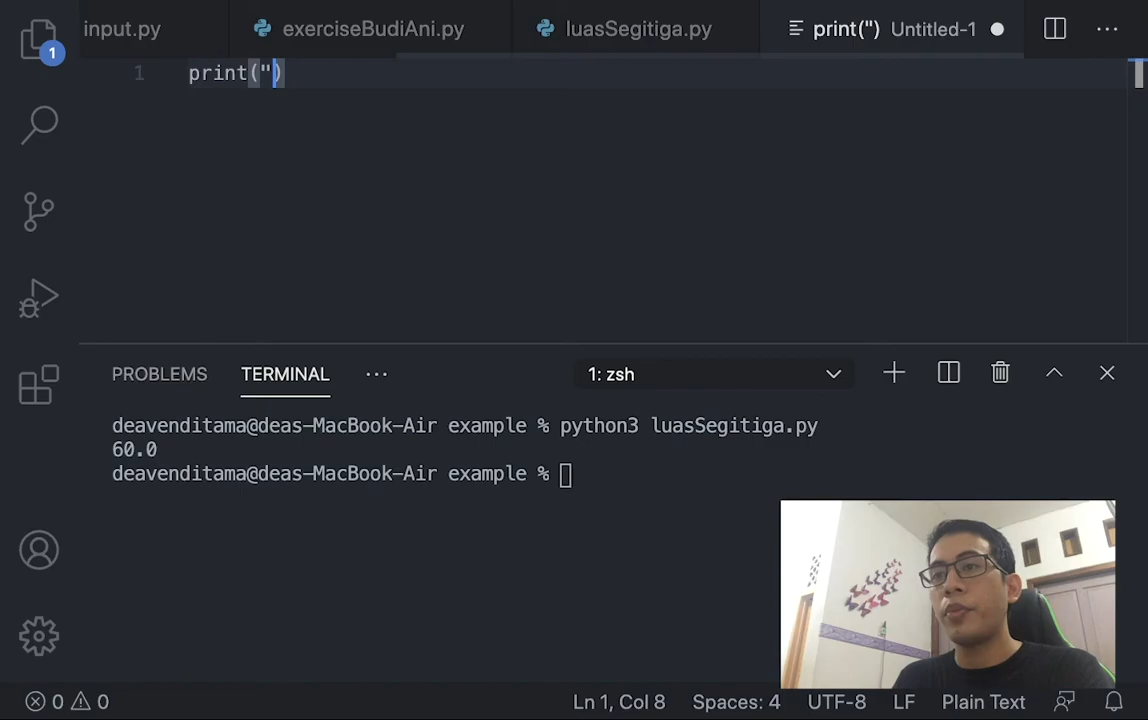 input.py exerciseBudiAni.py luasSegitiga.py print(") Untitled-1
1
1 print(")
PROBLEMS TERMINAL ··· 1: zsh
deavenditama@deas-MacBook-Air example % python3 luasSegitiga.py
60.0
deavenditama@deas-MacBook-Air example %
0 0 Ln 1, Col 8 Spaces: 4 UTF-8 LF Plain Text